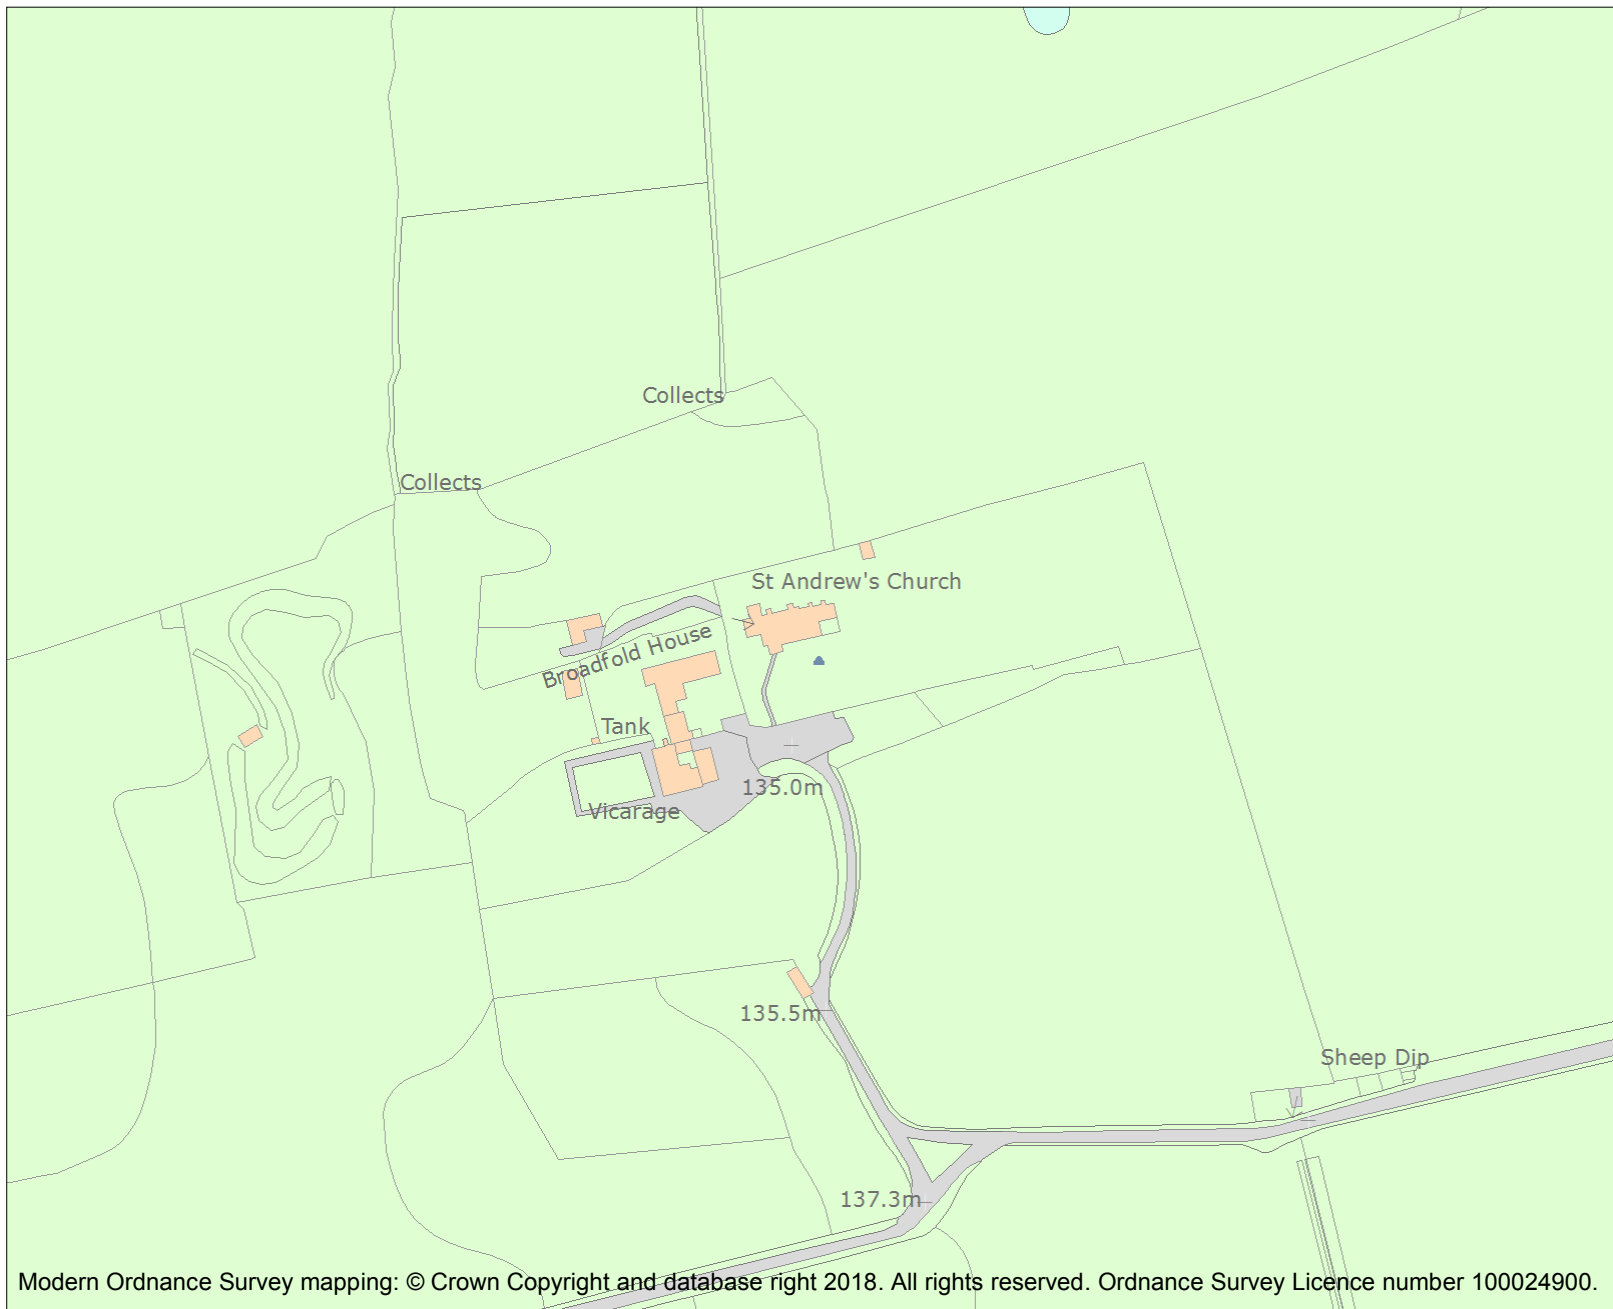 Collects
Collects
St Andrew's Church
Broadfold House
Tank
135.0m
Vicarage
135.5m
Sheep Dip
137.3m
Modern Ordnance Survey mapping: © Crown Copyright and database right 2018. All rights reserved. Ordnance Survey Licence number 100024900.